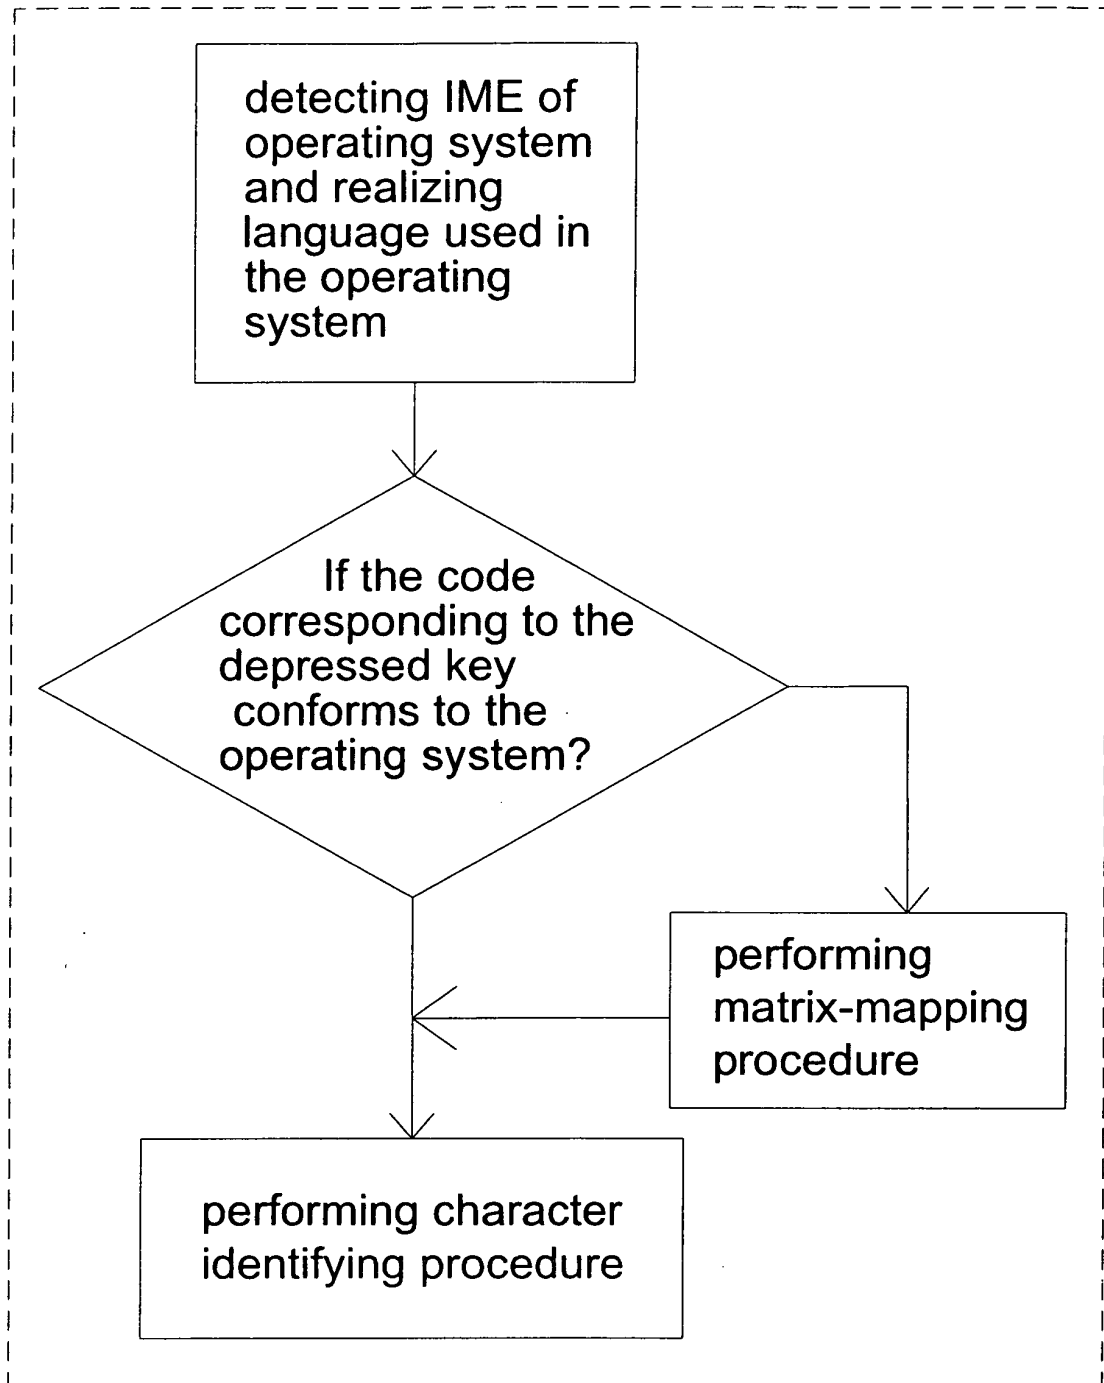 detecting IME of
operating system
and realizing
language used in
the operating
system
If the code
corresponding to the
depressed key
conforms to the
operating system?
performing
matrix-mapping
procedure
performing character
identifying procedure